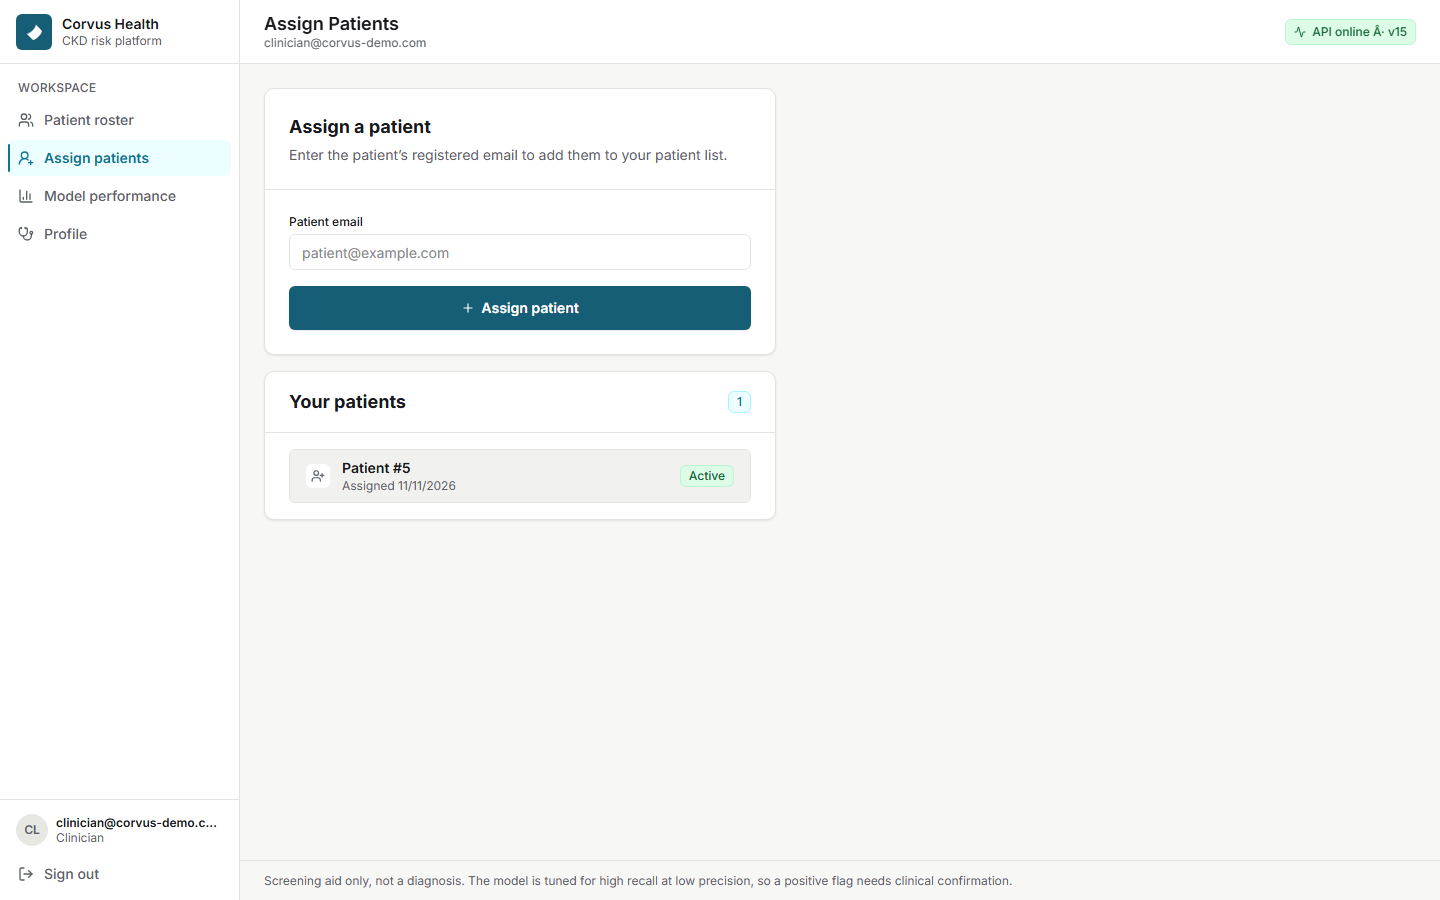 Corvus Health
CKD risk platform
WORKSPACE
Patient roster
Assign patients
Model performance
Profile
clinician@corvus-demo.c...
CL
Clinician
Sign out
Assign Patients
clinician@corvus-demo.com
API online Â· v15
Assign a patient
Enter the patient’s registered email to add them to your patient list.
Patient email
patient@example.com
+ Assign patient
Your patients
1
Patient #5
Assigned 11/11/2026
Active
Screening aid only, not a diagnosis. The model is tuned for high recall at low precision, so a positive flag needs clinical confirmation.